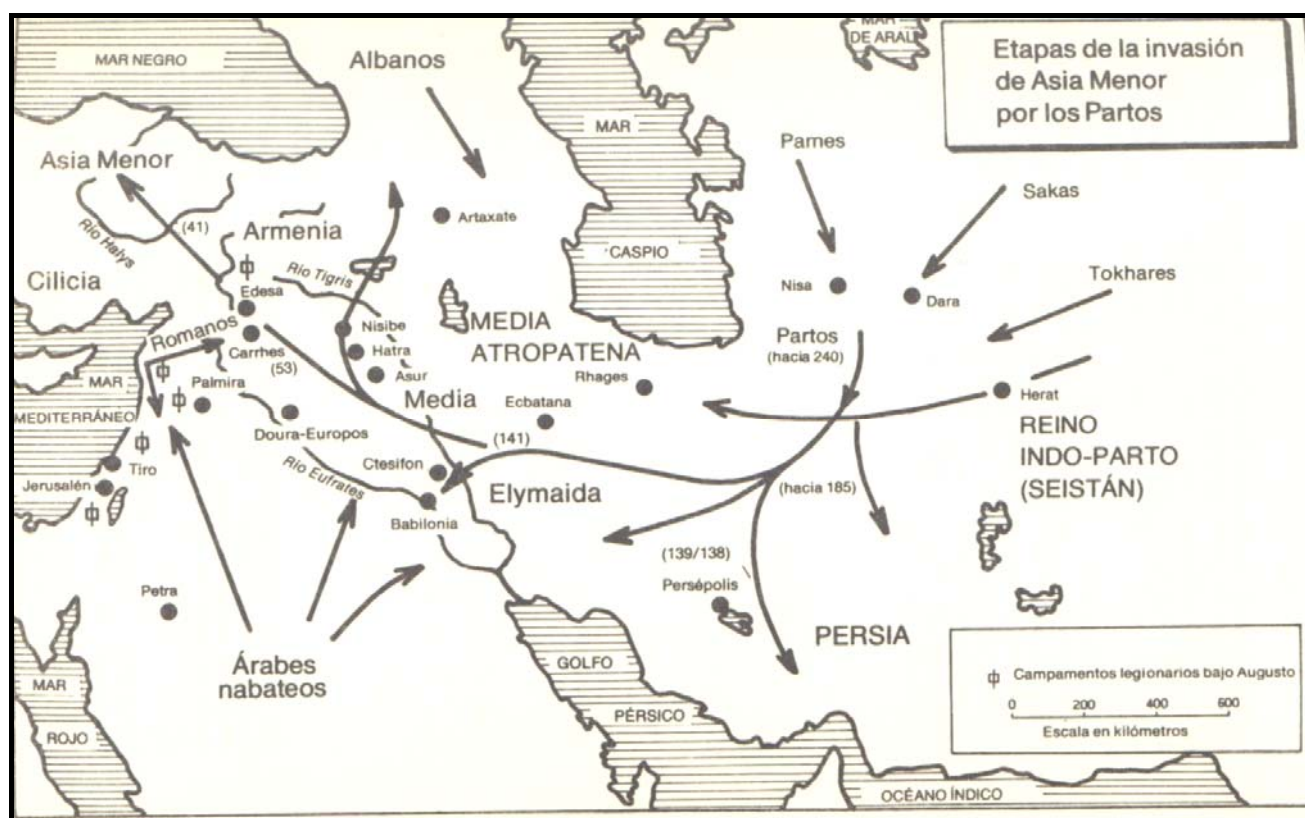 Etapas de la invasión
de Asia Menor
por los Partos
MAR NEGRO
Albanos
MAR
DE ARAL
MAR
CASPIO
Parnes
Sakas
Tokhares
Asia Menor
Río Halys
(41)
Armenia
Artaxate
Cilicia
Río Tigris
Edesa
Romanos
Carrhes
(53)
Nisibe
Hatra
Asur
MEDIA
ATROPATENA
Nisa
Dara
Partos
(hacia 240)
Rhages
Herat
MAR
MEDITERRÁNEO
Palmira
Doura-Europos
Media
Ecbatana
(141)
REINO
INDO-PARTO
(SEISTÁN)
Tiro
Jerusalén
Río Eufrates
Ctesifon
Elymaida
(hacia 185)
Babilonia
(139/138)
Persépolis
Petra
PERSIA
Árabes
nabateos
MAR
ROJO
GOLFO
PÉRSICO
OCÉANO ÍNDICO
Campamentos legionarios bajo Augusto
0 200 400 600
Escala en kilómetros